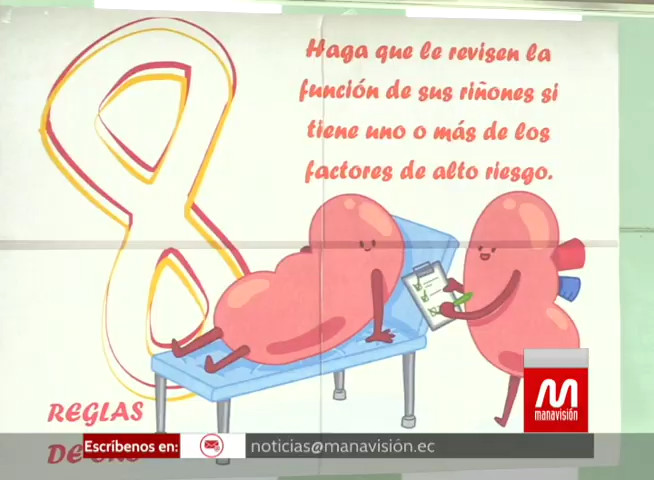 8
Haga que le revisen la
función de sus riñones si
tiene uno o más de los
factores de alto riesgo.
REGLAS
DE
manavisión
Escríbenos en: noticias@manavisión.ec